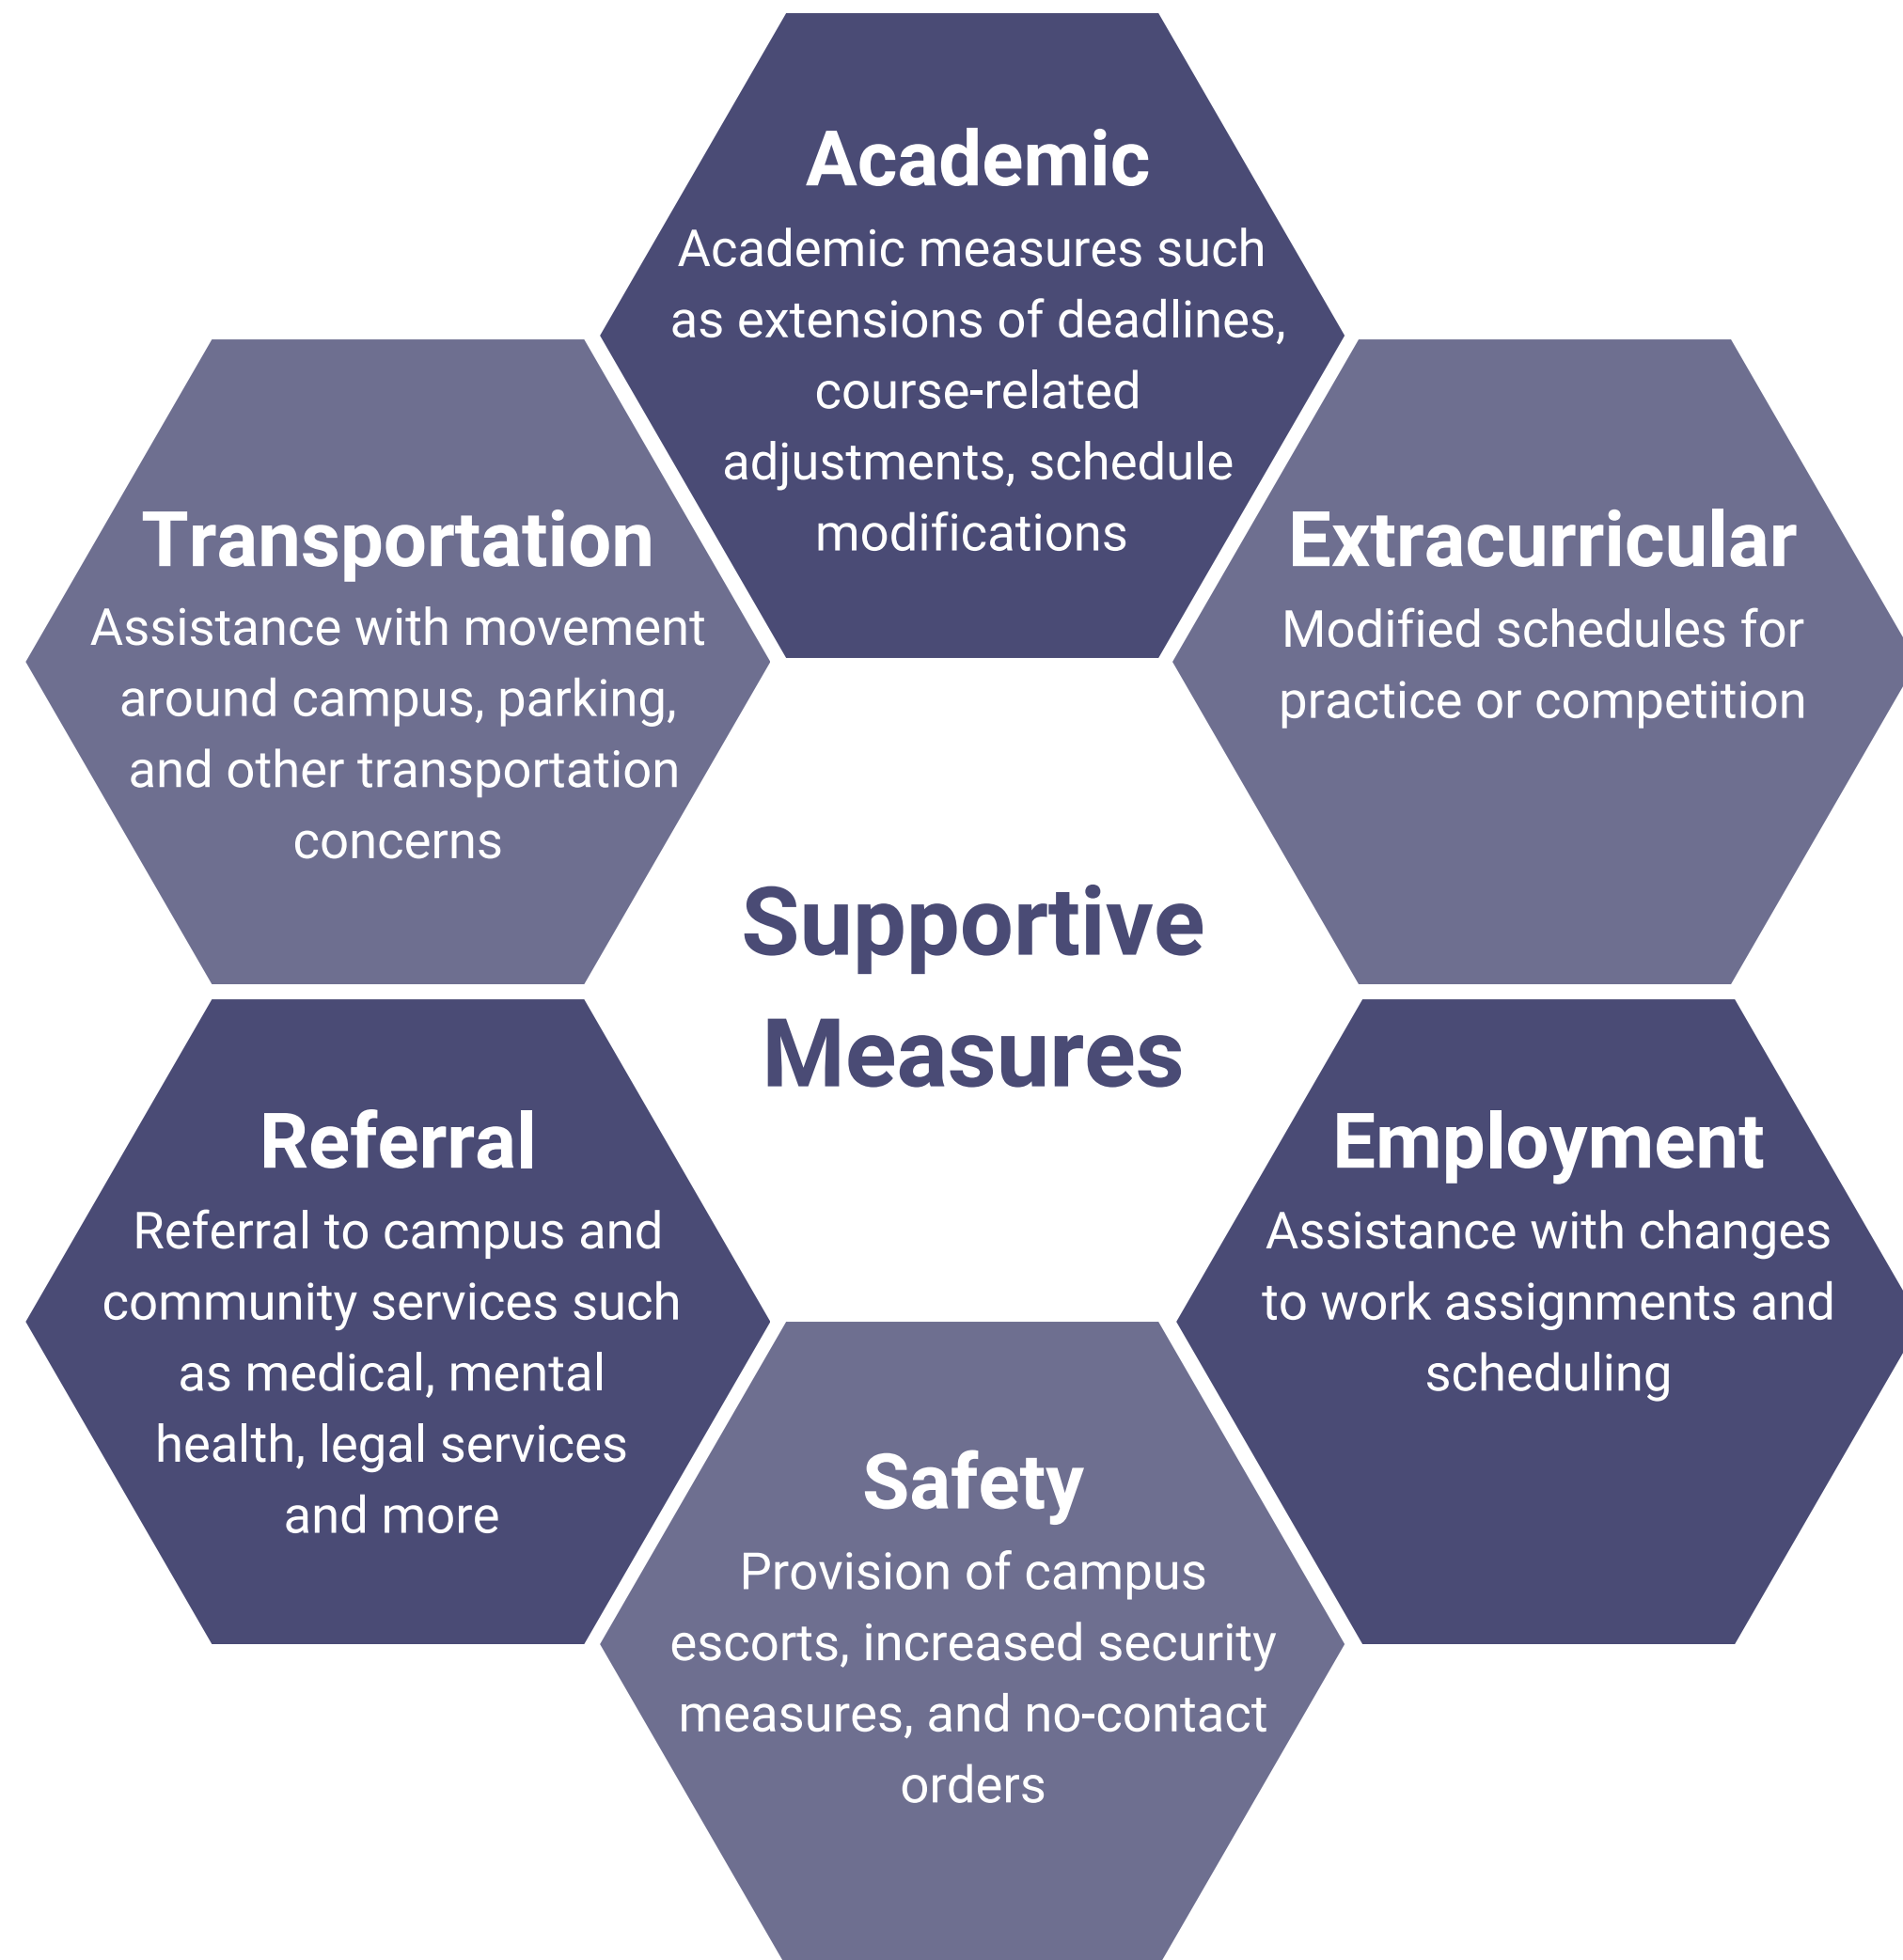 Academic
Academic measures such
as extensions of deadlines,
course-related
adjustments, schedule
modifications
Transportation
Assistance with movement
around campus, parking,
and other transportation
concerns
Extracurricular
Modified schedules for
practice or competition
Supportive
Measures
Referral
Referral to campus and
community services such
as medical, mental
health, legal services
and more
Employment
Assistance with changes
to work assignments and
scheduling
Safety
Provision of campus
escorts, increased security
measures, and no-contact
orders